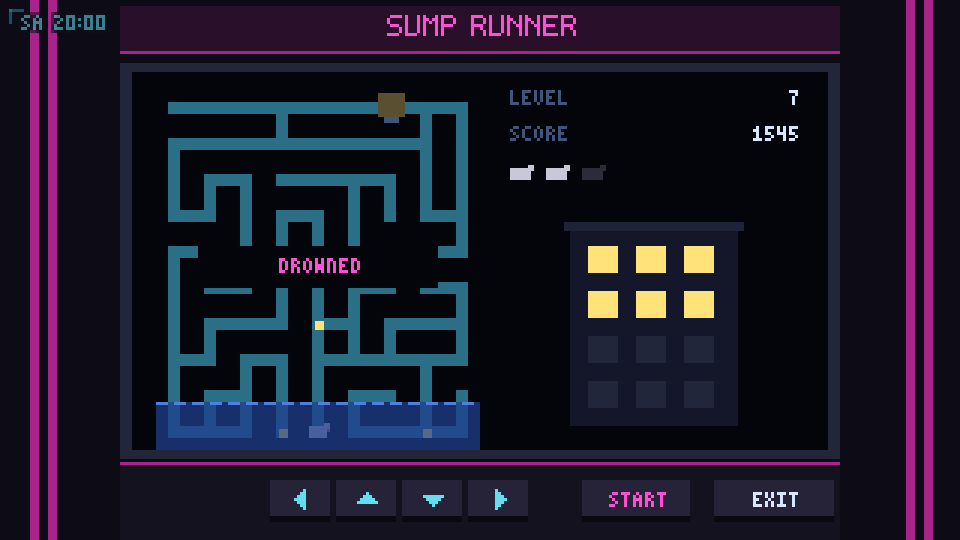 SA 20:00
SUMP RUNNER
LEVEL 7
SCORE 1545
DROWNED
START
EXIT